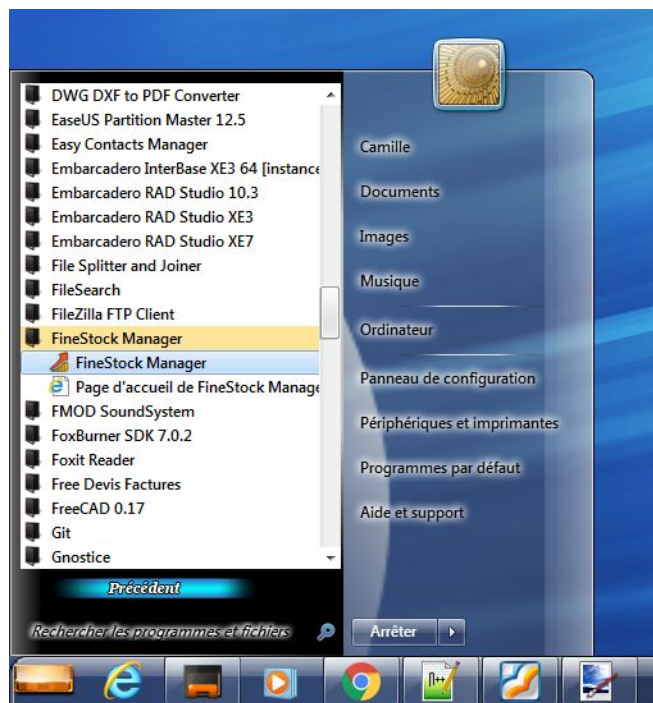 DWG DXF to PDF Converter
EaseUS Partition Master 12.5
Easy Contacts Manager
Embarcadero InterBase XE3 64 [instance
Embarcadero RAD Studio 10.3
Embarcadero RAD Studio XE3
Embarcadero RAD Studio XE7
File Splitter and Joiner
FileSearch
FileZilla FTP Client
FineStock Manager
FineStock Manager
Page d'accueil de FineStock Manage
FMOD SoundSystem
FoxBurner SDK 7.0.2
Foxit Reader
Free Devis Factures
FreeCAD 0.17
Git
Gnostice
Précédent
Rechercher les programmes et fichiers
Camille
Documents
Images
Musique
Ordinateur
Panneau de configuration
Périphériques et imprimantes
Programmes par défaut
Aide et support
Arrêter